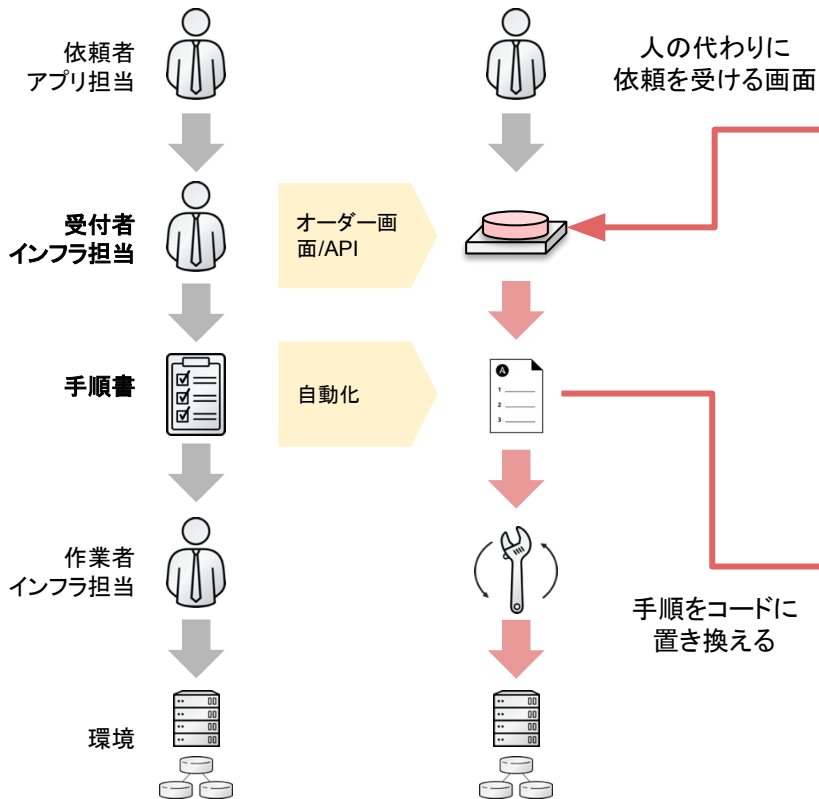 依頼者
アプリ担当
人の代わりに
依頼を受ける画面
受付者
インフラ担当
オーダー画
面/API
手順書
自動化
A
1
2
3
作業者
インフラ担当
手順をコードに
置き換える
環境